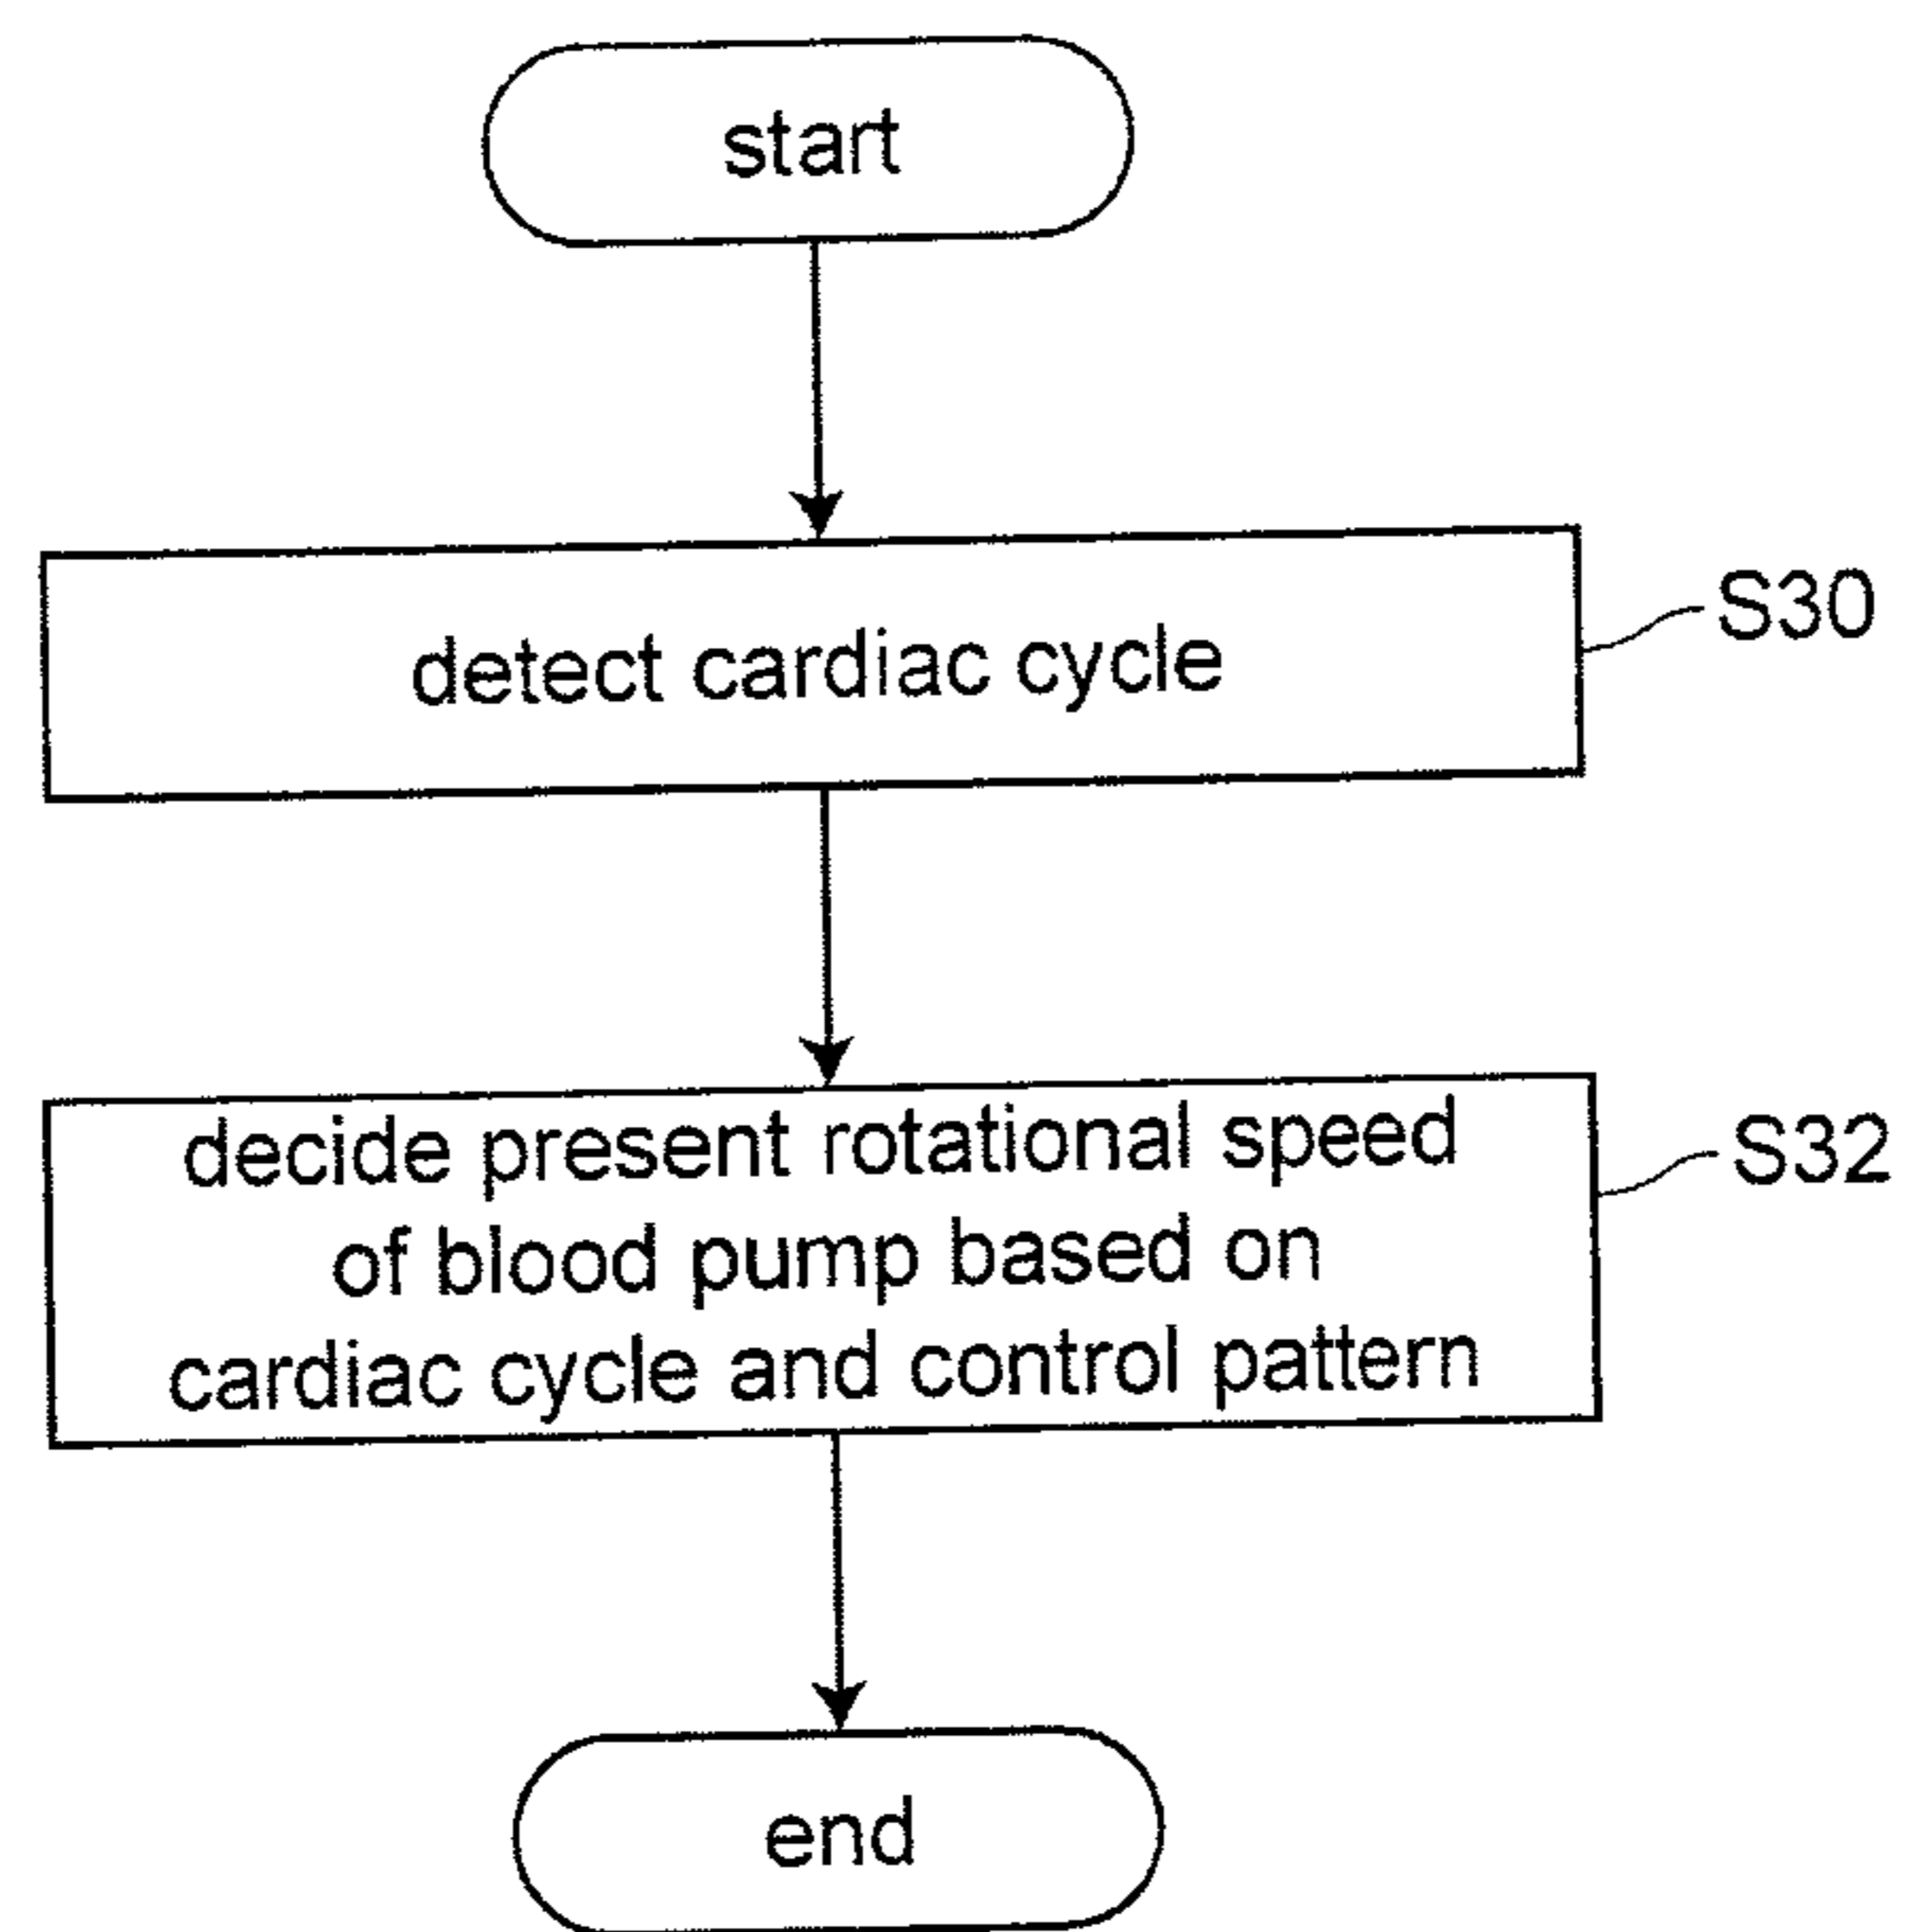 start
detect cardiac cycle
S30
decide present rotational speed
of blood pump based on
cardiac cycle and control pattern
S32
end